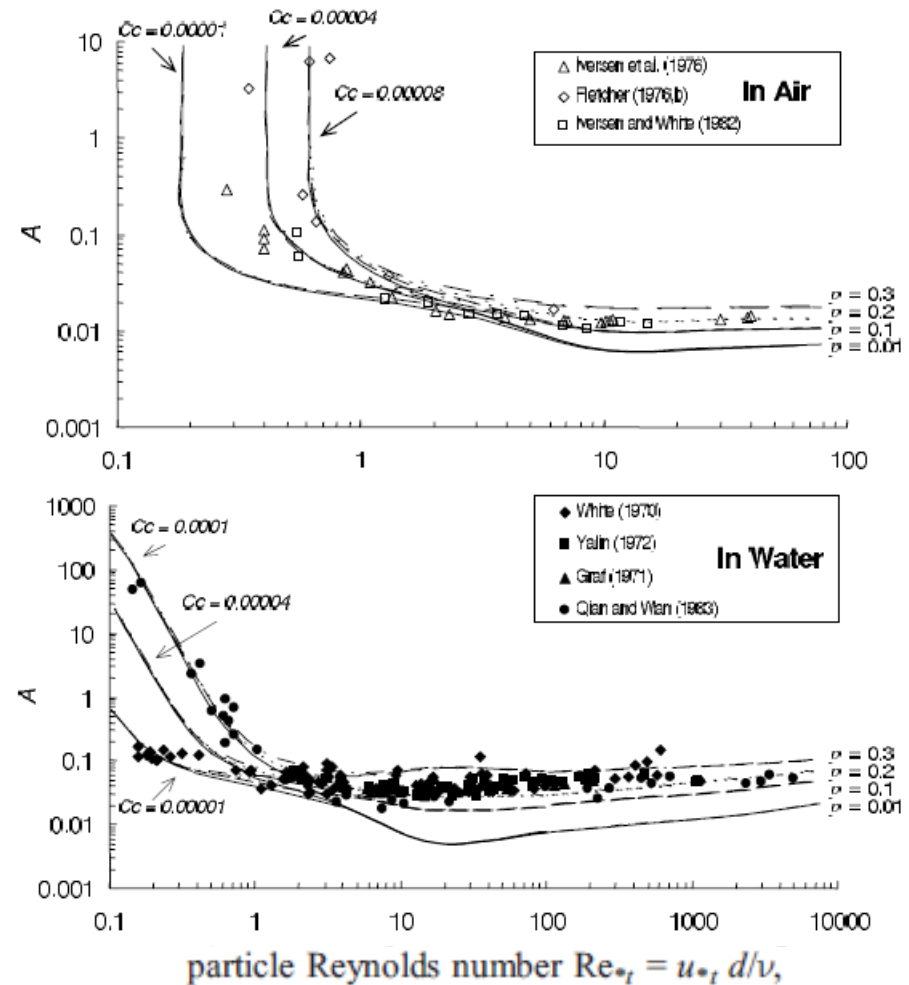 Cc = 0.00001
Cc = 0.00004
Cc = 0.00008
In Air
Iversen et al. (1976)
Fletcher (1976,b)
Iversen and White (1982)
10
1
0.1
0.01
0.001
A
p = 0.3
p = 0.2
p = 0.1
p = 0.01
0.1 1 10 100
Cc = 0.0001
Cc = 0.00004
Cc = 0.00001
In Water
White (1970)
Yalin (1972)
Graf (1971)
Qian and Wan (1983)
1000
100
10
1
0.1
0.01
0.001
A
p = 0.3
p = 0.2
p = 0.1
p = 0.01
0.1 1 10 100 1000 10000
particle Reynolds number Re*t = u*t d/ν,